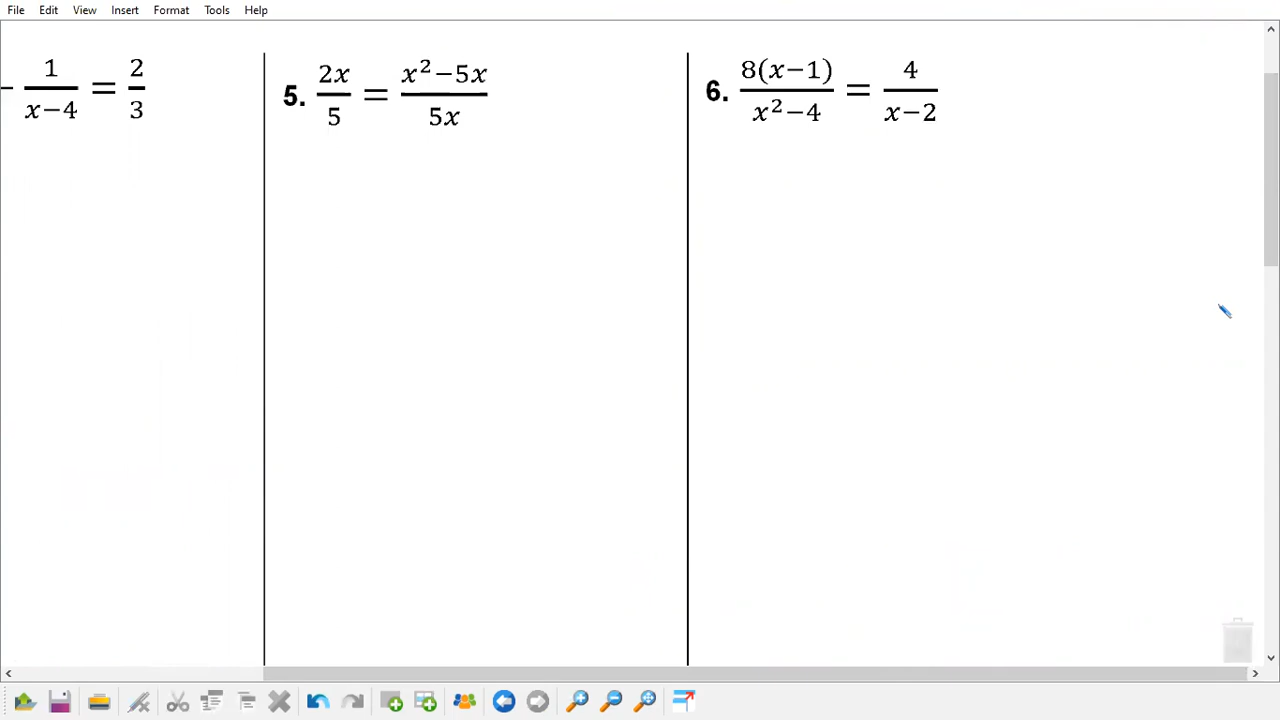 File Edit View Insert Format Tools Help
− 1/(x−4) = 2/3
5. 2x/5 = (x²−5x)/(5x)
6. 8(x−1)/(x²−4) = 4/(x−2)